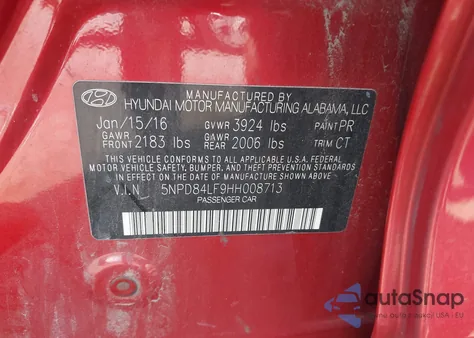 MANUFACTURED BY
HYUNDAI MOTOR MANUFACTURING ALABAMA, LLC
Jan/15/16 GVWR 3924 lbs PAINT PR
GAWR FRONT 2183 lbs GAWR REAR 2006 lbs TRIM CT
THIS VEHICLE CONFORMS TO ALL APPLICABLE U.S. FEDERAL
MOTOR VEHICLE SAFETY, BUMPER, AND THEFT PREVENTION STANDARDS
IN EFFECT ON THE DATE OF MANUFACTURE SHOWN ABOVE.
V.I.N 5NPD84LF9HH008713
PASSENGER CAR
autoSnap